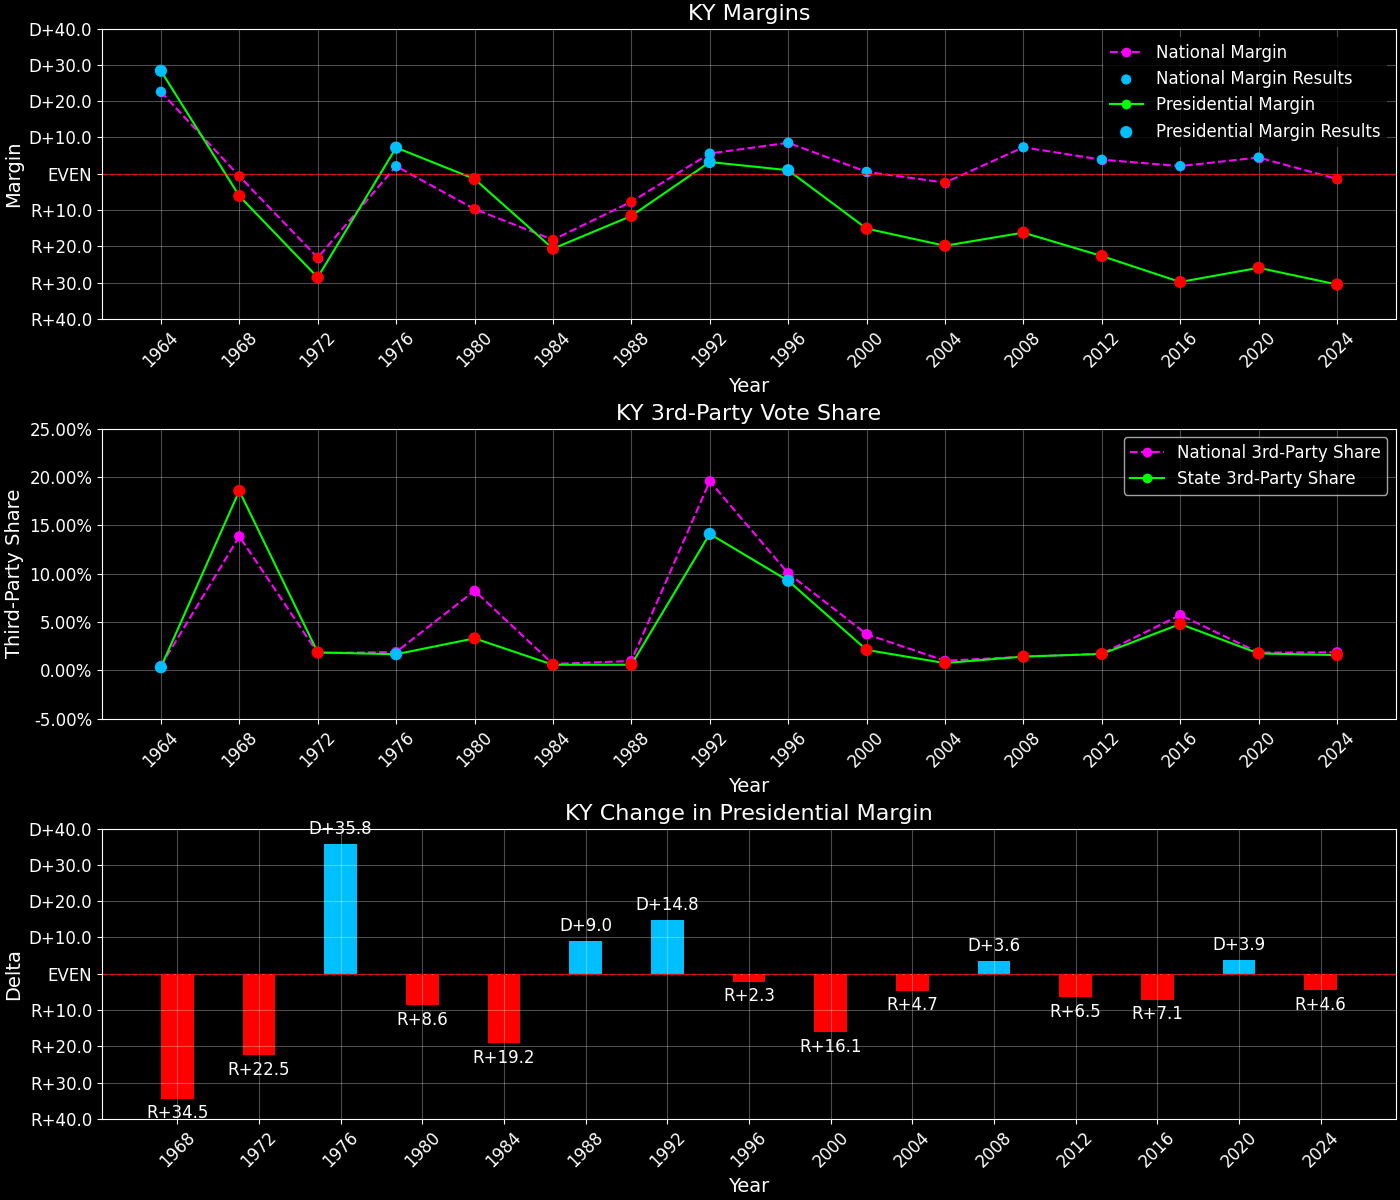 KY Margins
D+40.0
D+30.0
D+20.0
D+10.0
EVEN
R+10.0
R+20.0
R+30.0
R+40.0
Margin
National Margin
National Margin Results
Presidential Margin
Presidential Margin Results
1964 1968 1972 1976 1980 1984 1988 1992 1996 2000 2004 2008 2012 2016 2020 2024
Year
KY 3rd-Party Vote Share
25.00%
20.00%
15.00%
10.00%
5.00%
0.00%
-5.00%
Third-Party Share
National 3rd-Party Share
State 3rd-Party Share
1964 1968 1972 1976 1980 1984 1988 1992 1996 2000 2004 2008 2012 2016 2020 2024
Year
KY Change in Presidential Margin
D+40.0
D+30.0
D+20.0
D+10.0
EVEN
R+10.0
R+20.0
R+30.0
R+40.0
Delta
R+34.5
R+22.5
D+35.8
R+8.6
R+19.2
D+9.0
D+14.8
R+2.3
R+16.1
R+4.7
D+3.6
R+6.5
R+7.1
D+3.9
R+4.6
1968 1972 1976 1980 1984 1988 1992 1996 2000 2004 2008 2012 2016 2020 2024
Year